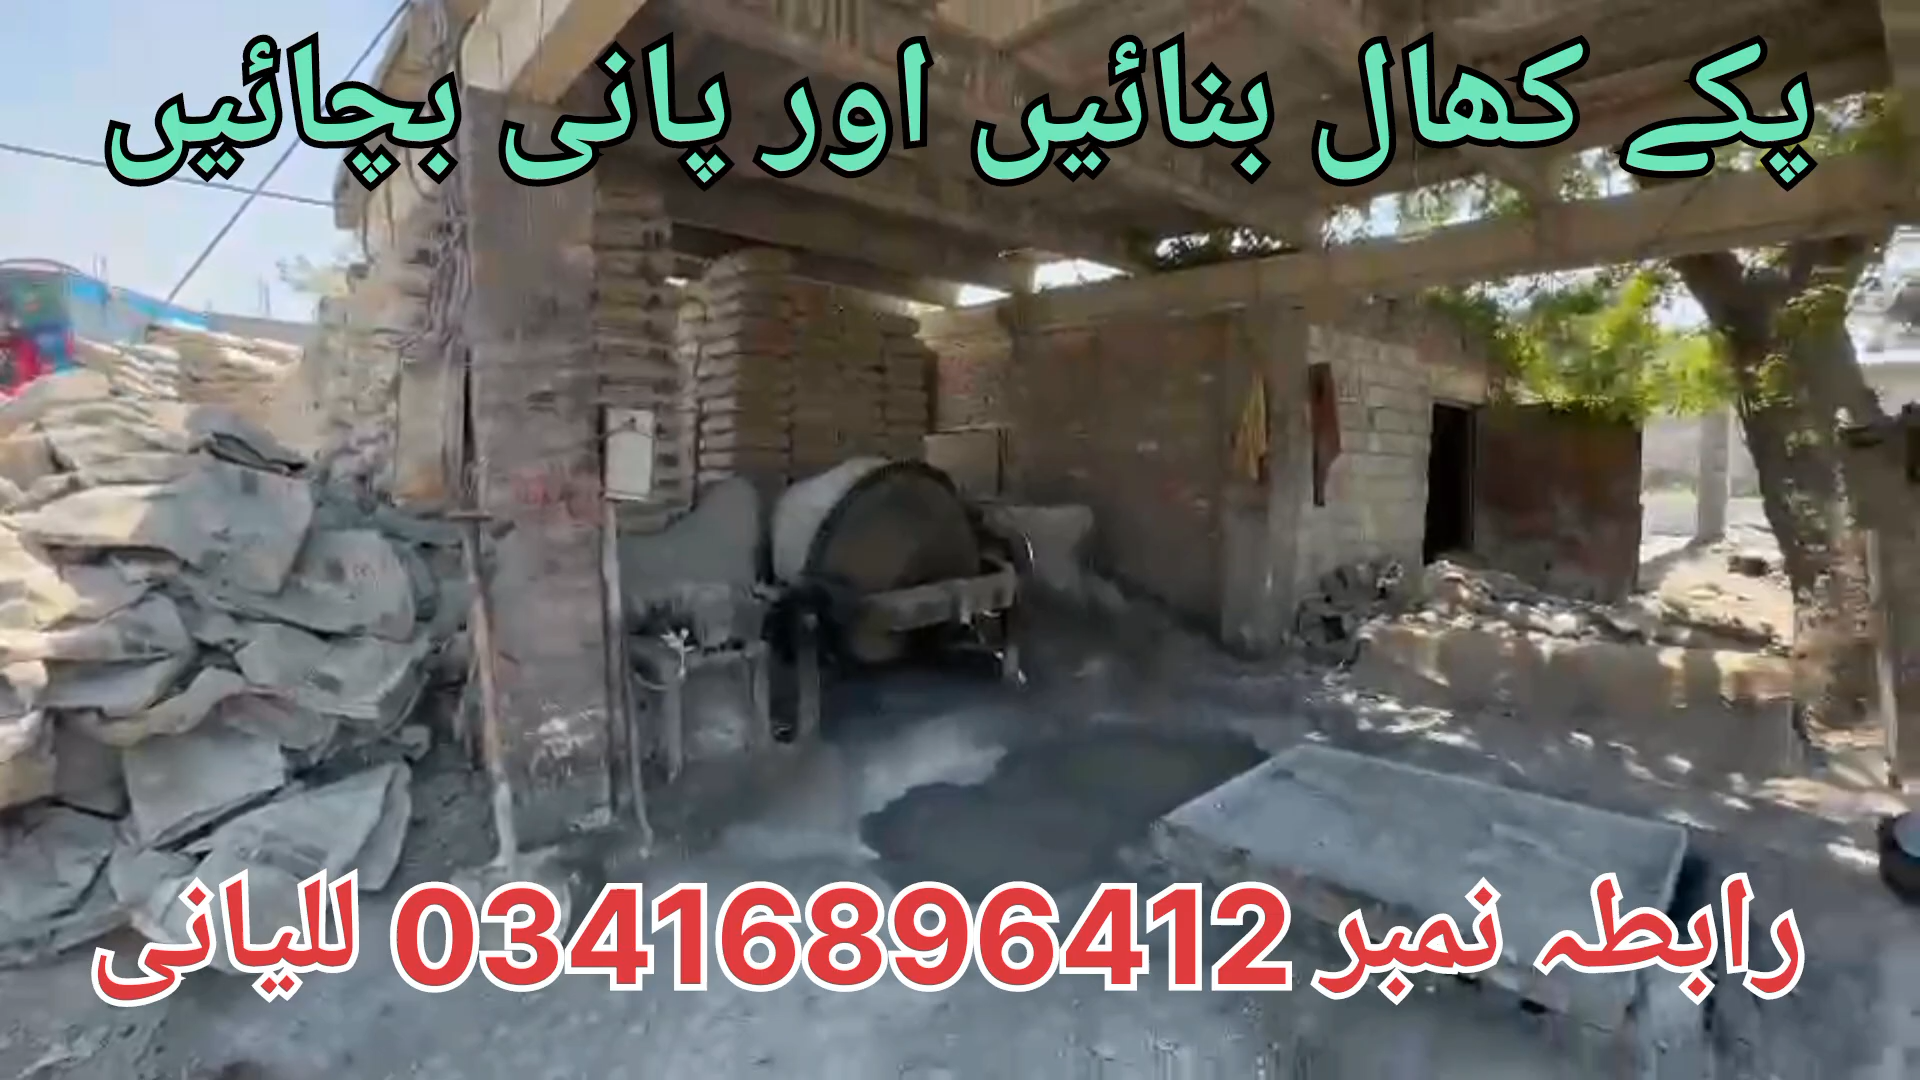 پکے کھال بنائیں اور پانی بچائیں
رابطہ نمبر 03416896412 للیانی